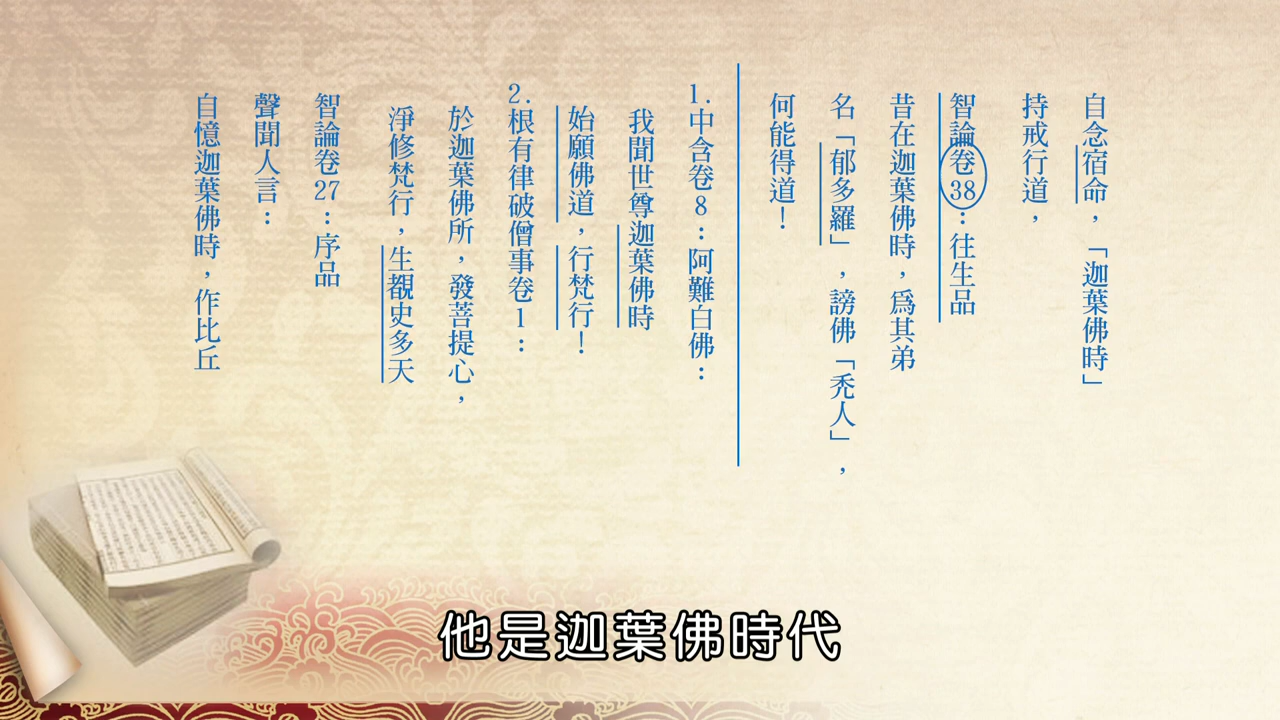 自念宿命，「迦葉佛時」
持戒行道，
智論卷38：往生品
昔在迦葉佛時，爲其弟
名「郁多羅」，謗佛「禿人」，
何能得道！
1.中含卷8：阿難白佛：
我聞世尊迦葉佛時
始願佛道，行梵行！
2.根有律破僧事卷1：
於迦葉佛所，發菩提心，
淨修梵行，生覩史多天
智論卷27：序品
聲聞人言：
自憶迦葉佛時，作比丘
他是迦葉佛時代